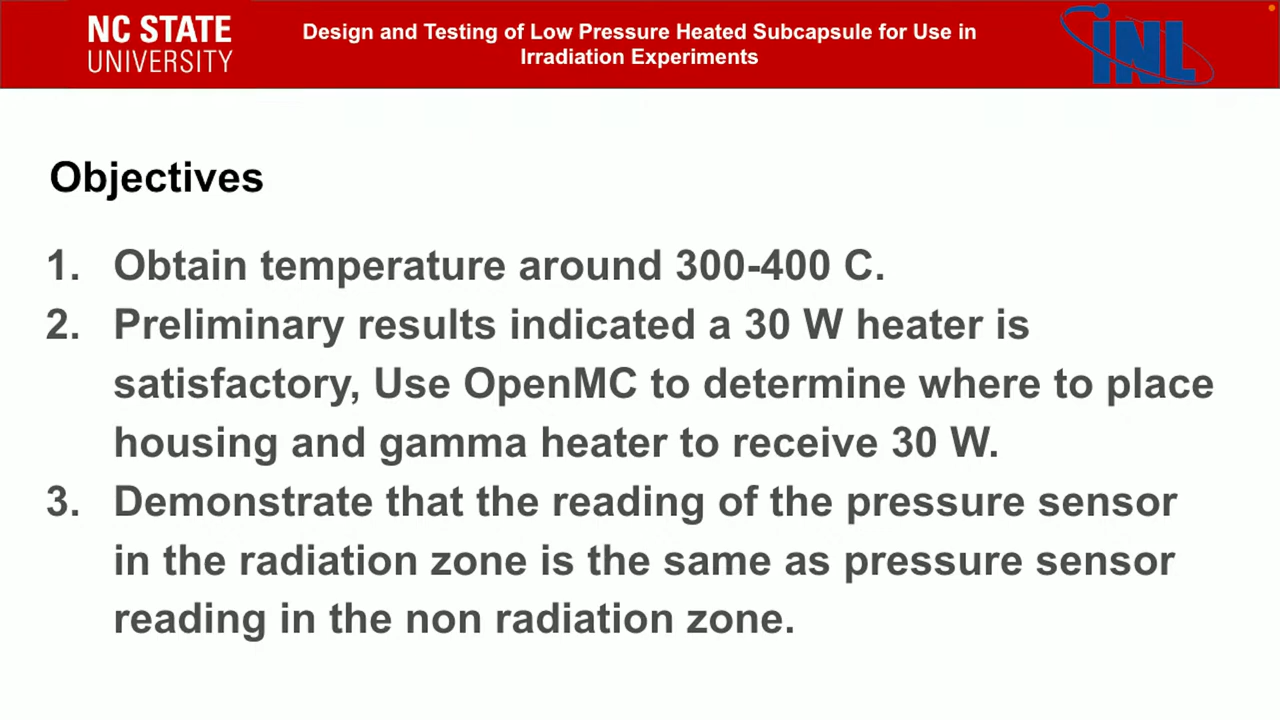 NC STATE
UNIVERSITY
Design and Testing of Low Pressure Heated Subcapsule for Use in
Irradiation Experiments
INL
Objectives
1. Obtain temperature around 300-400 C.
2. Preliminary results indicated a 30 W heater is
satisfactory, Use OpenMC to determine where to place
housing and gamma heater to receive 30 W.
3. Demonstrate that the reading of the pressure sensor
in the radiation zone is the same as pressure sensor
reading in the non radiation zone.